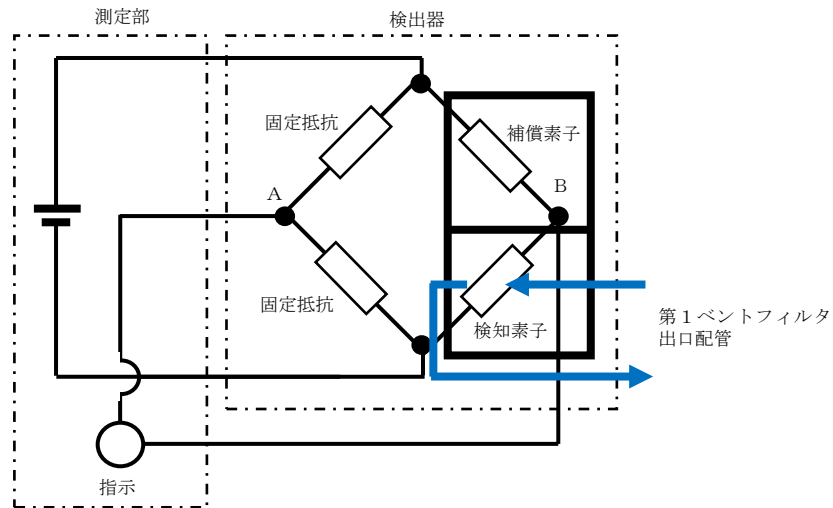 測定部
検出器
固定抵抗
補償素子
A
B
固定抵抗
検知素子
第１ベントフィルタ
出口配管
指示